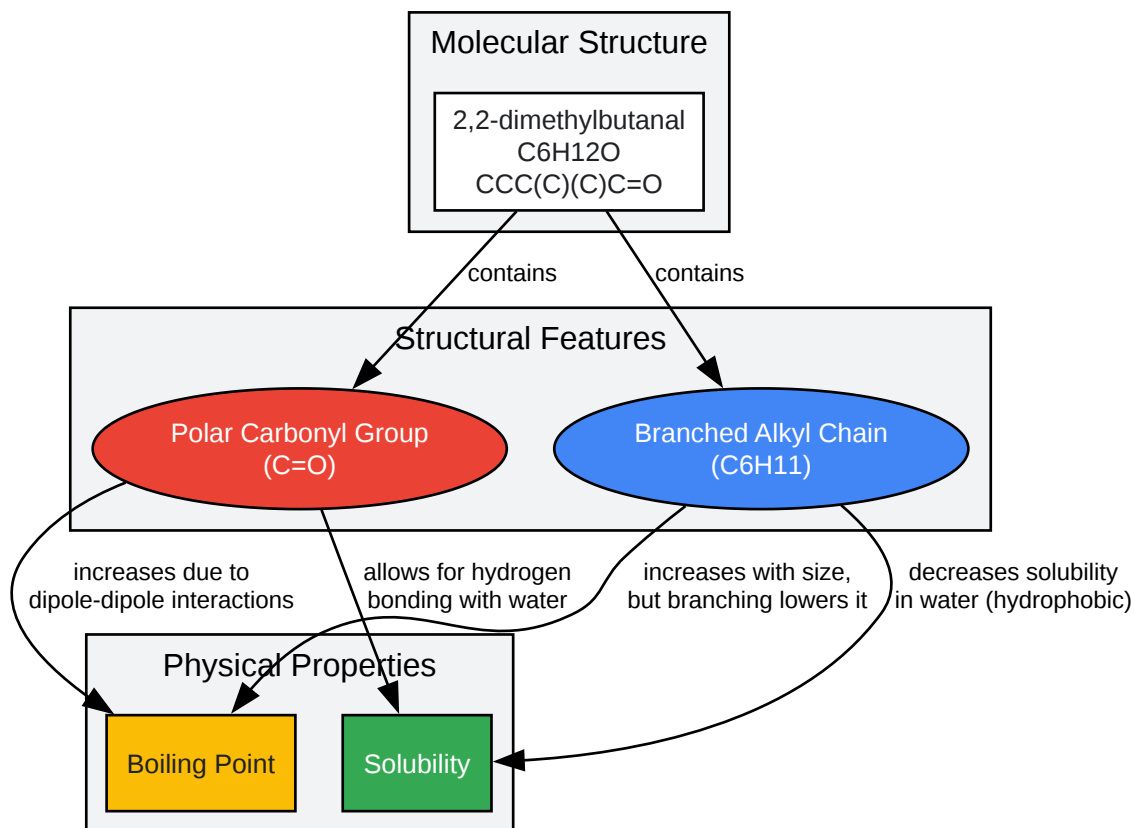 Molecular Structure
2,2-dimethylbutanal
C6H12O
CCC(C)(C)C=O
contains
contains
Structural Features
Polar Carbonyl Group
(C=O)
Branched Alkyl Chain
(C6H11)
increases due to
dipole-dipole interactions
allows for hydrogen
bonding with water
increases with size,
but branching lowers it
decreases solubility
in water (hydrophobic)
Physical Properties
Boiling Point
Solubility